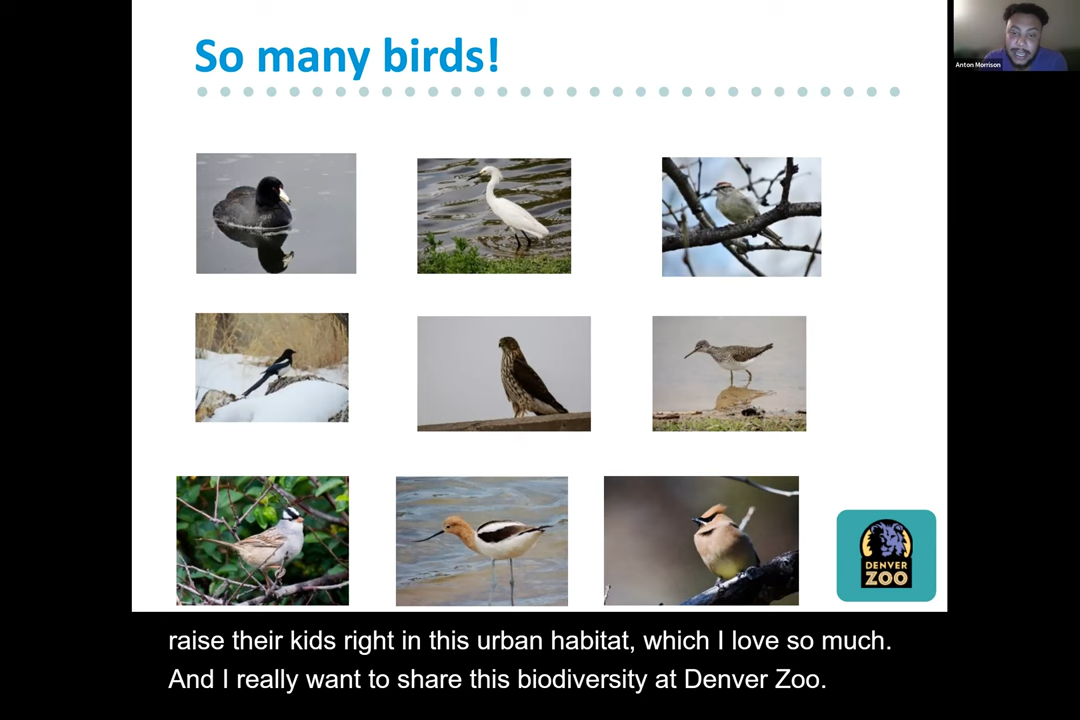 So many birds!
Anton Morrison
DENVER
ZOO
raise their kids right in this urban habitat, which I love so much.
And I really want to share this biodiversity at Denver Zoo.